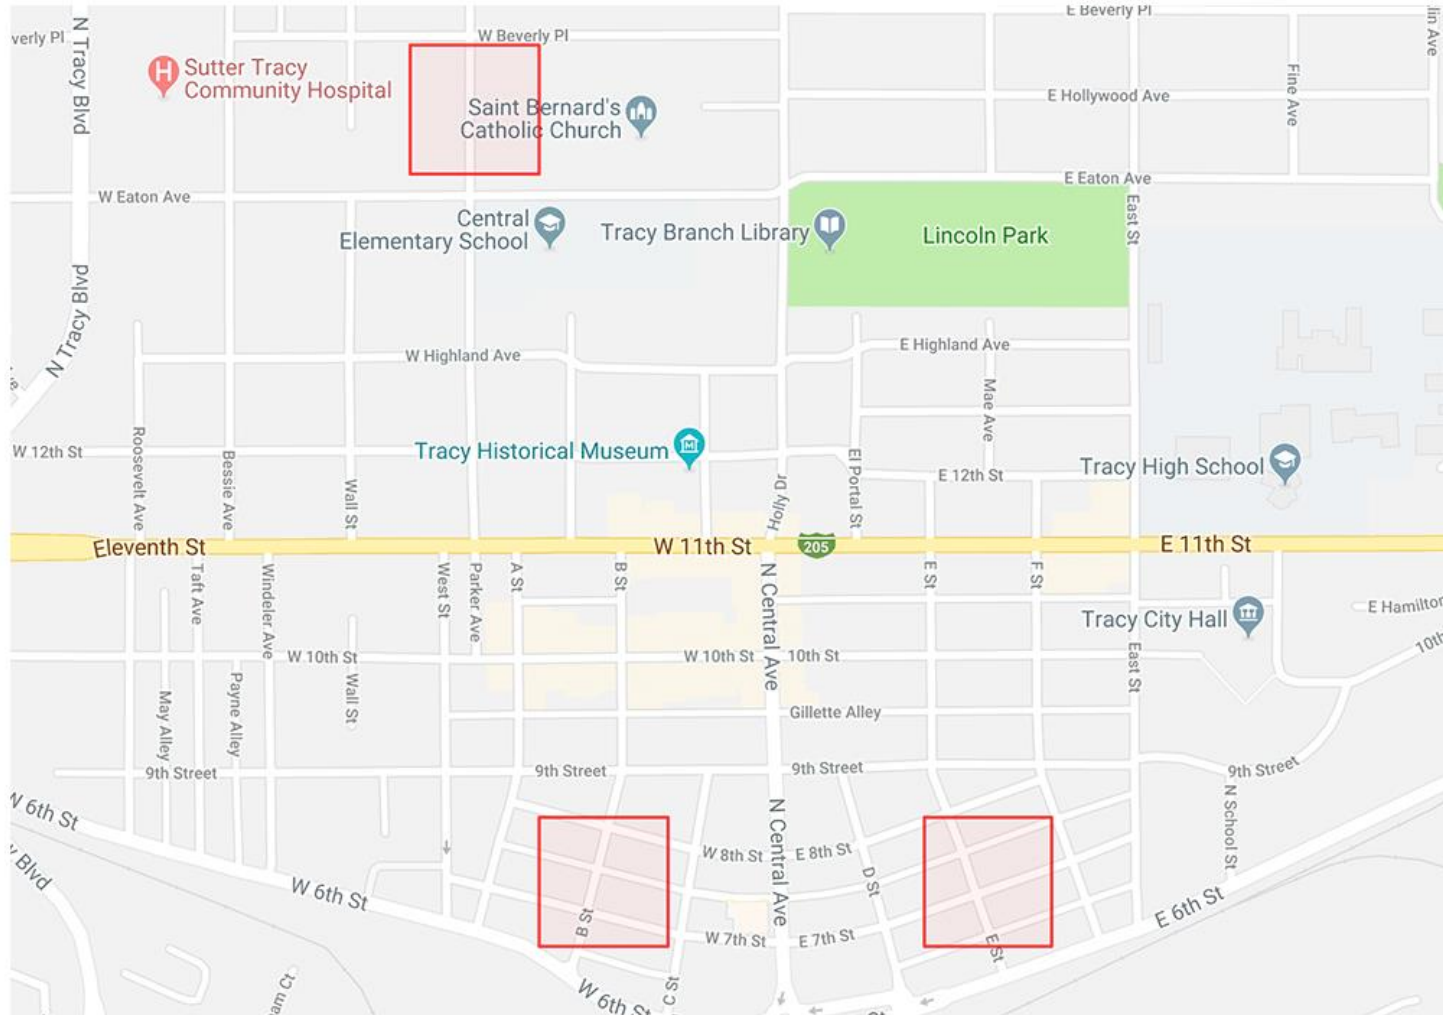 E Beverly Pl
verly Pl
W Beverly Pl
N Tracy Blvd
lin Ave
Sutter Tracy
Community Hospital
Fine Ave
E Hollywood Ave
Saint Bernard's
Catholic Church
W Eaton Ave
E Eaton Ave
Central
Elementary School
Tracy Branch Library
Lincoln Park
East St
N Tracy Blvd
W Highland Ave
E Highland Ave
Mae Ave
W 12th St
Roosevelt Ave
Bessie Ave
Wall St
Tracy Historical Museum
Holly Dr
El Portal St
E 12th St
Tracy High School
Eleventh St
W 11th St
205
E 11th St
Taft Ave
Windeler Ave
West St
Parker Ave
A St
B St
N Central Ave
E St
F St
Tracy City Hall
E Hamilton
10th
W 10th St
W 10th St
10th St
East St
May Alley
Payne Alley
Wall St
Gillette Alley
9th Street
9th Street
9th Street
9th Street
W 6th St
N Central Ave
N School St
W 8th St
E 8th St
y Blvd
W 6th St
D St
B St
W 7th St
E 7th St
E St
E 6th St
am Ct
W 6th St
C St